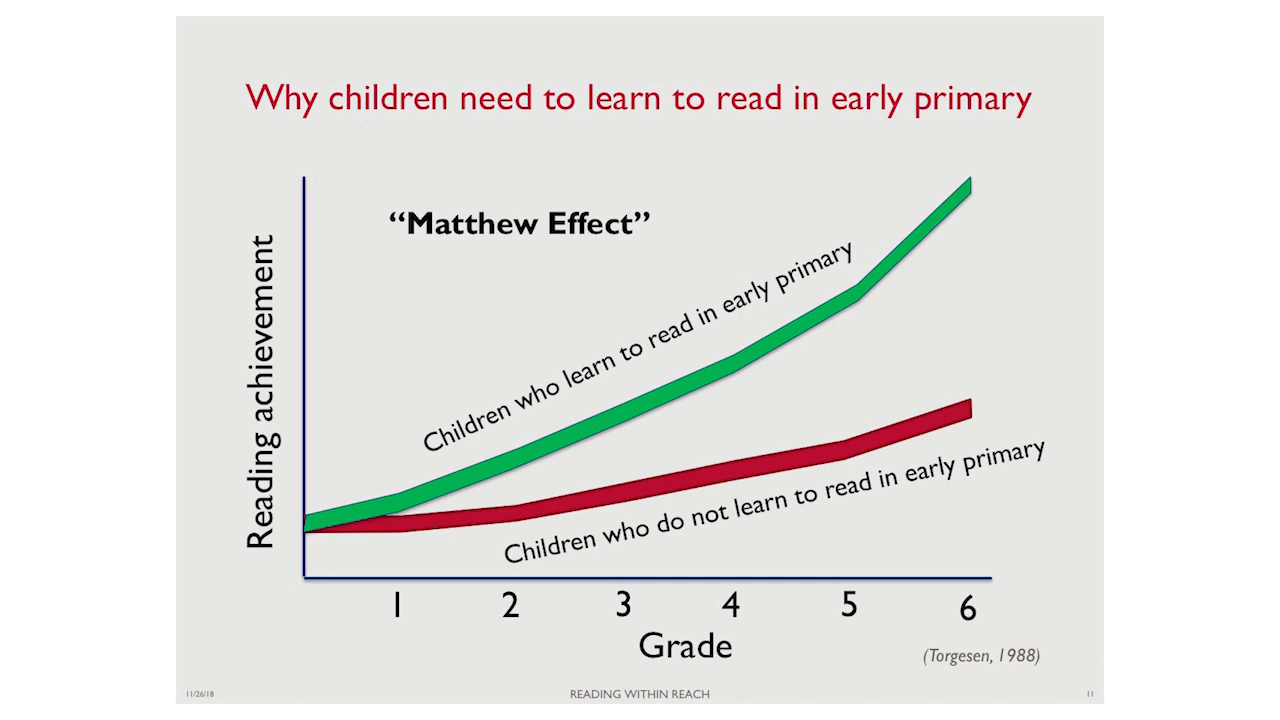 Why children need to learn to read in early primary
“Matthew Effect”
Reading achievement
Children who learn to read in early primary
Children who do not learn to read in early primary
1 2 3 4 5 6
Grade
(Torgesen, 1988)
11/26/18 READING WITHIN REACH 11